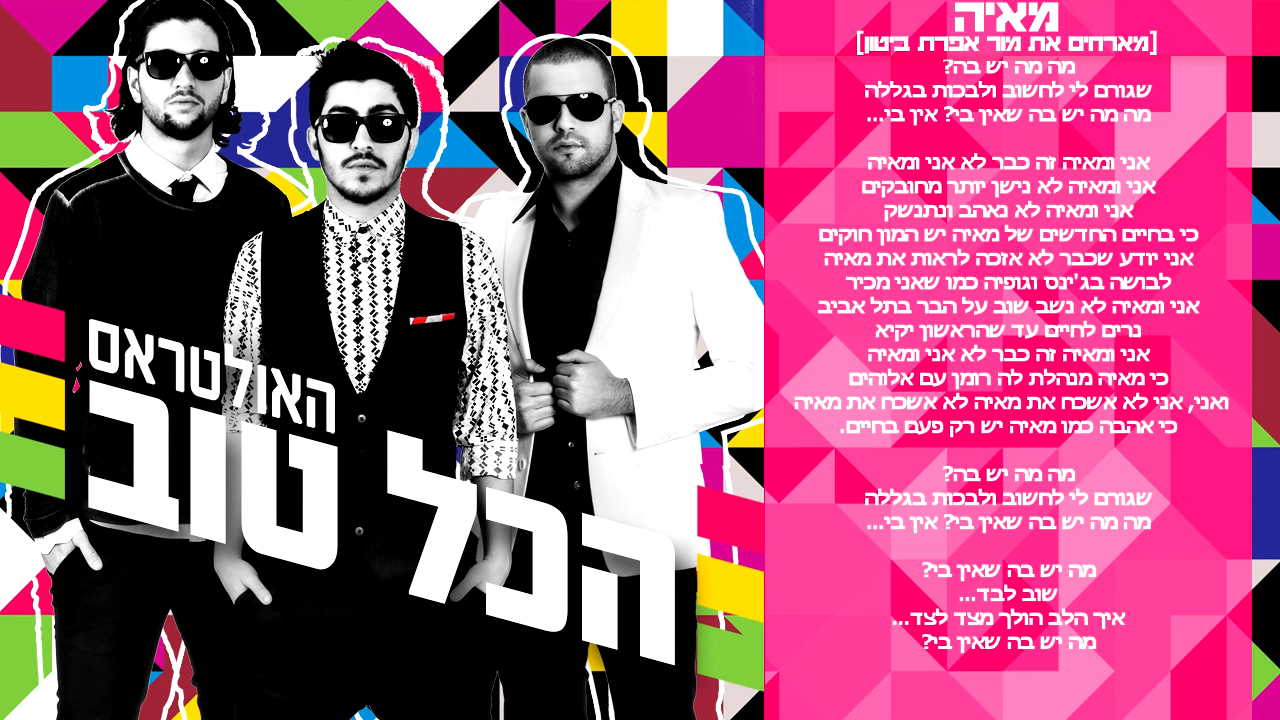 האולטראס
הכל טוב
מאיה
[מארחים את מור אפרת ביטון]
מה מה יש בה?
שגורם לי לחשוב ולבכות בגללה
מה מה יש בה שאין בי? אין בי...
אני ומאיה זה כבר לא אני ומאיה
אני ומאיה לא נישן יותר מחובקים
אני ומאיה לא נאהב ונתנשק
כי בחיים החדשים של מאיה יש המון חוקים
אני יודע שכבר לא אזכה לראות את מאיה
לבושה בג'ינס וגופיה כמו שאני מכיר
אני ומאיה לא נשב שוב על הבר בתל אביב
נרים לחיים עד שהראשון יקיא
אני ומאיה זה כבר לא אני ומאיה
כי מאיה מנהלת לה רומן עם אלוהים
ואני, אני לא אשכח את מאיה לא אשכח את מאיה
כי אהבה כמו מאיה יש רק פעם בחיים.
מה מה יש בה?
שגורם לי לחשוב ולבכות בגללה
מה מה יש בה שאין בי? אין בי...
מה יש בה שאין בי?
שוב לבד...
איך הלב הולך מצד לצד...
מה יש בה שאין בי?